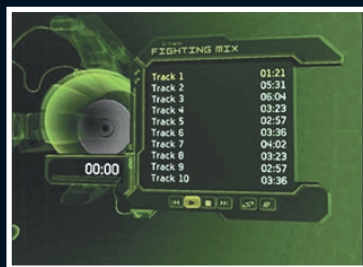 FIGHTING MIX
Track 1 01:21
Track 2 05:31
Track 3 06:04
Track 4 03:23
Track 5 02:57
Track 6 03:36
Track 7 04:02
Track 8 03:23
Track 9 02:57
Track 10 03:36
00:00